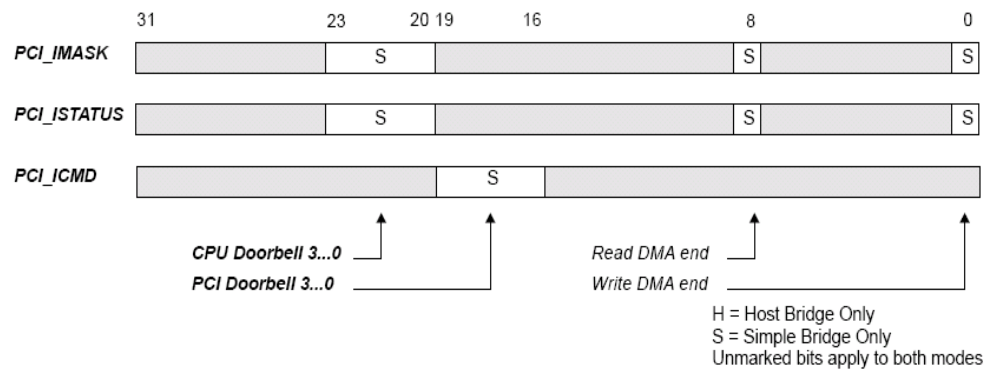 31 23 20 19 16 8 0
PCI_IMASK S S S
PCI_ISTATUS S S S
PCI_ICMD S
CPU Doorbell 3...0 Read DMA end
PCI Doorbell 3...0 Write DMA end
H = Host Bridge Only
S = Simple Bridge Only
Unmarked bits apply to both modes